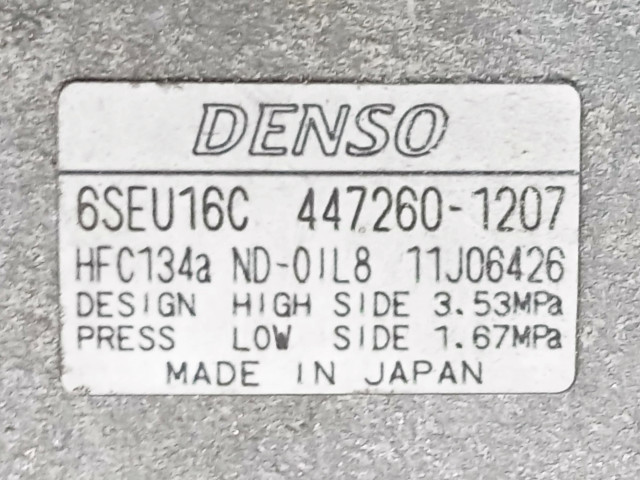 DENSO
6SEU16C 447260-1207
HFC134a ND-OIL8 11J06426
DESIGN HIGH SIDE 3.53MPa
PRESS LOW SIDE 1.67MPa
MADE IN JAPAN